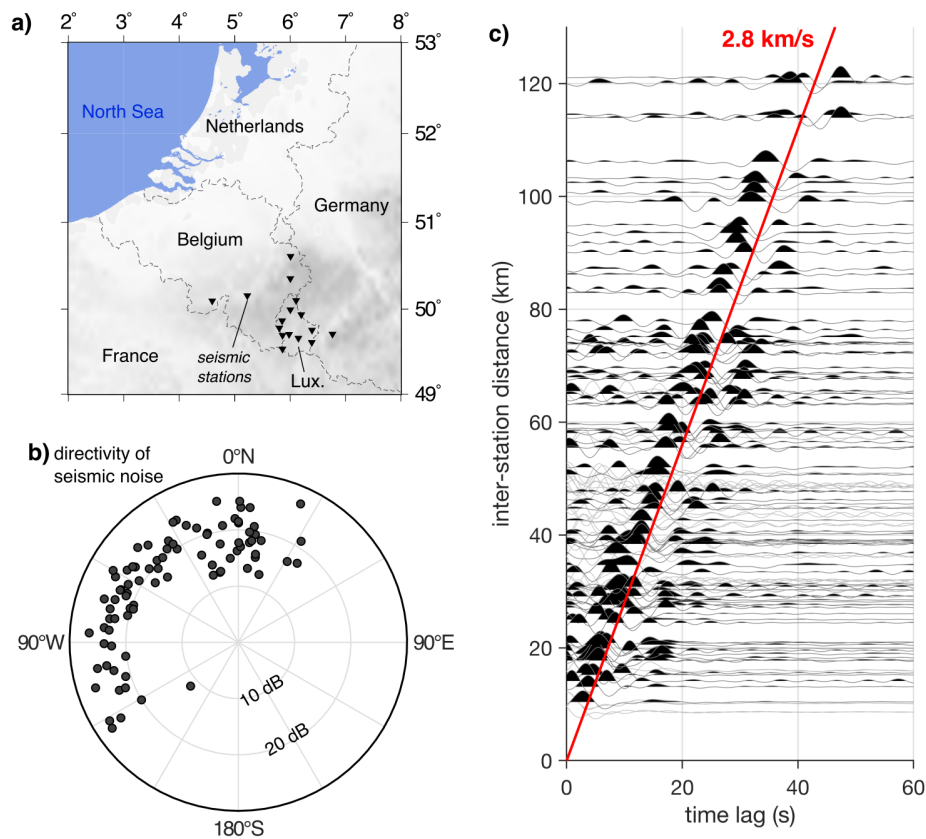 a)
2° 3° 4° 5° 6° 7° 8°
53°
52°
51°
50°
49°
North Sea
Netherlands
Germany
Belgium
France
seismic
stations
Lux.
b) directivity of
seismic noise
0°N
90°W
90°E
180°S
10 dB
20 dB
c)
2.8 km/s
120
100
80
60
40
20
0
inter-station distance (km)
0 20 40 60
time lag (s)